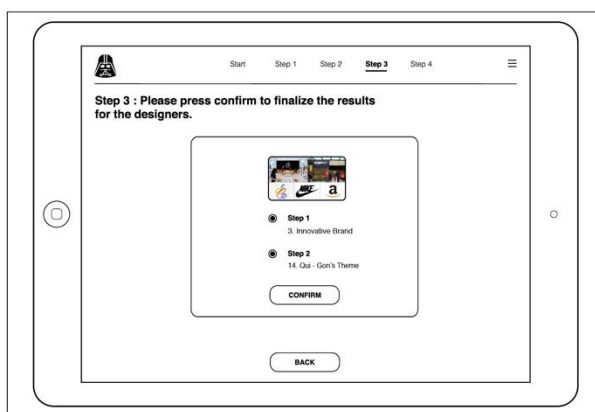 Start Step 1 Step 2 Step 3 Step 4
Step 3 : Please press confirm to finalize the results
for the designers.
NIKE a
Step 1
3. Innovative Brand
Step 2
14. Qui - Gon's Theme
CONFIRM
BACK